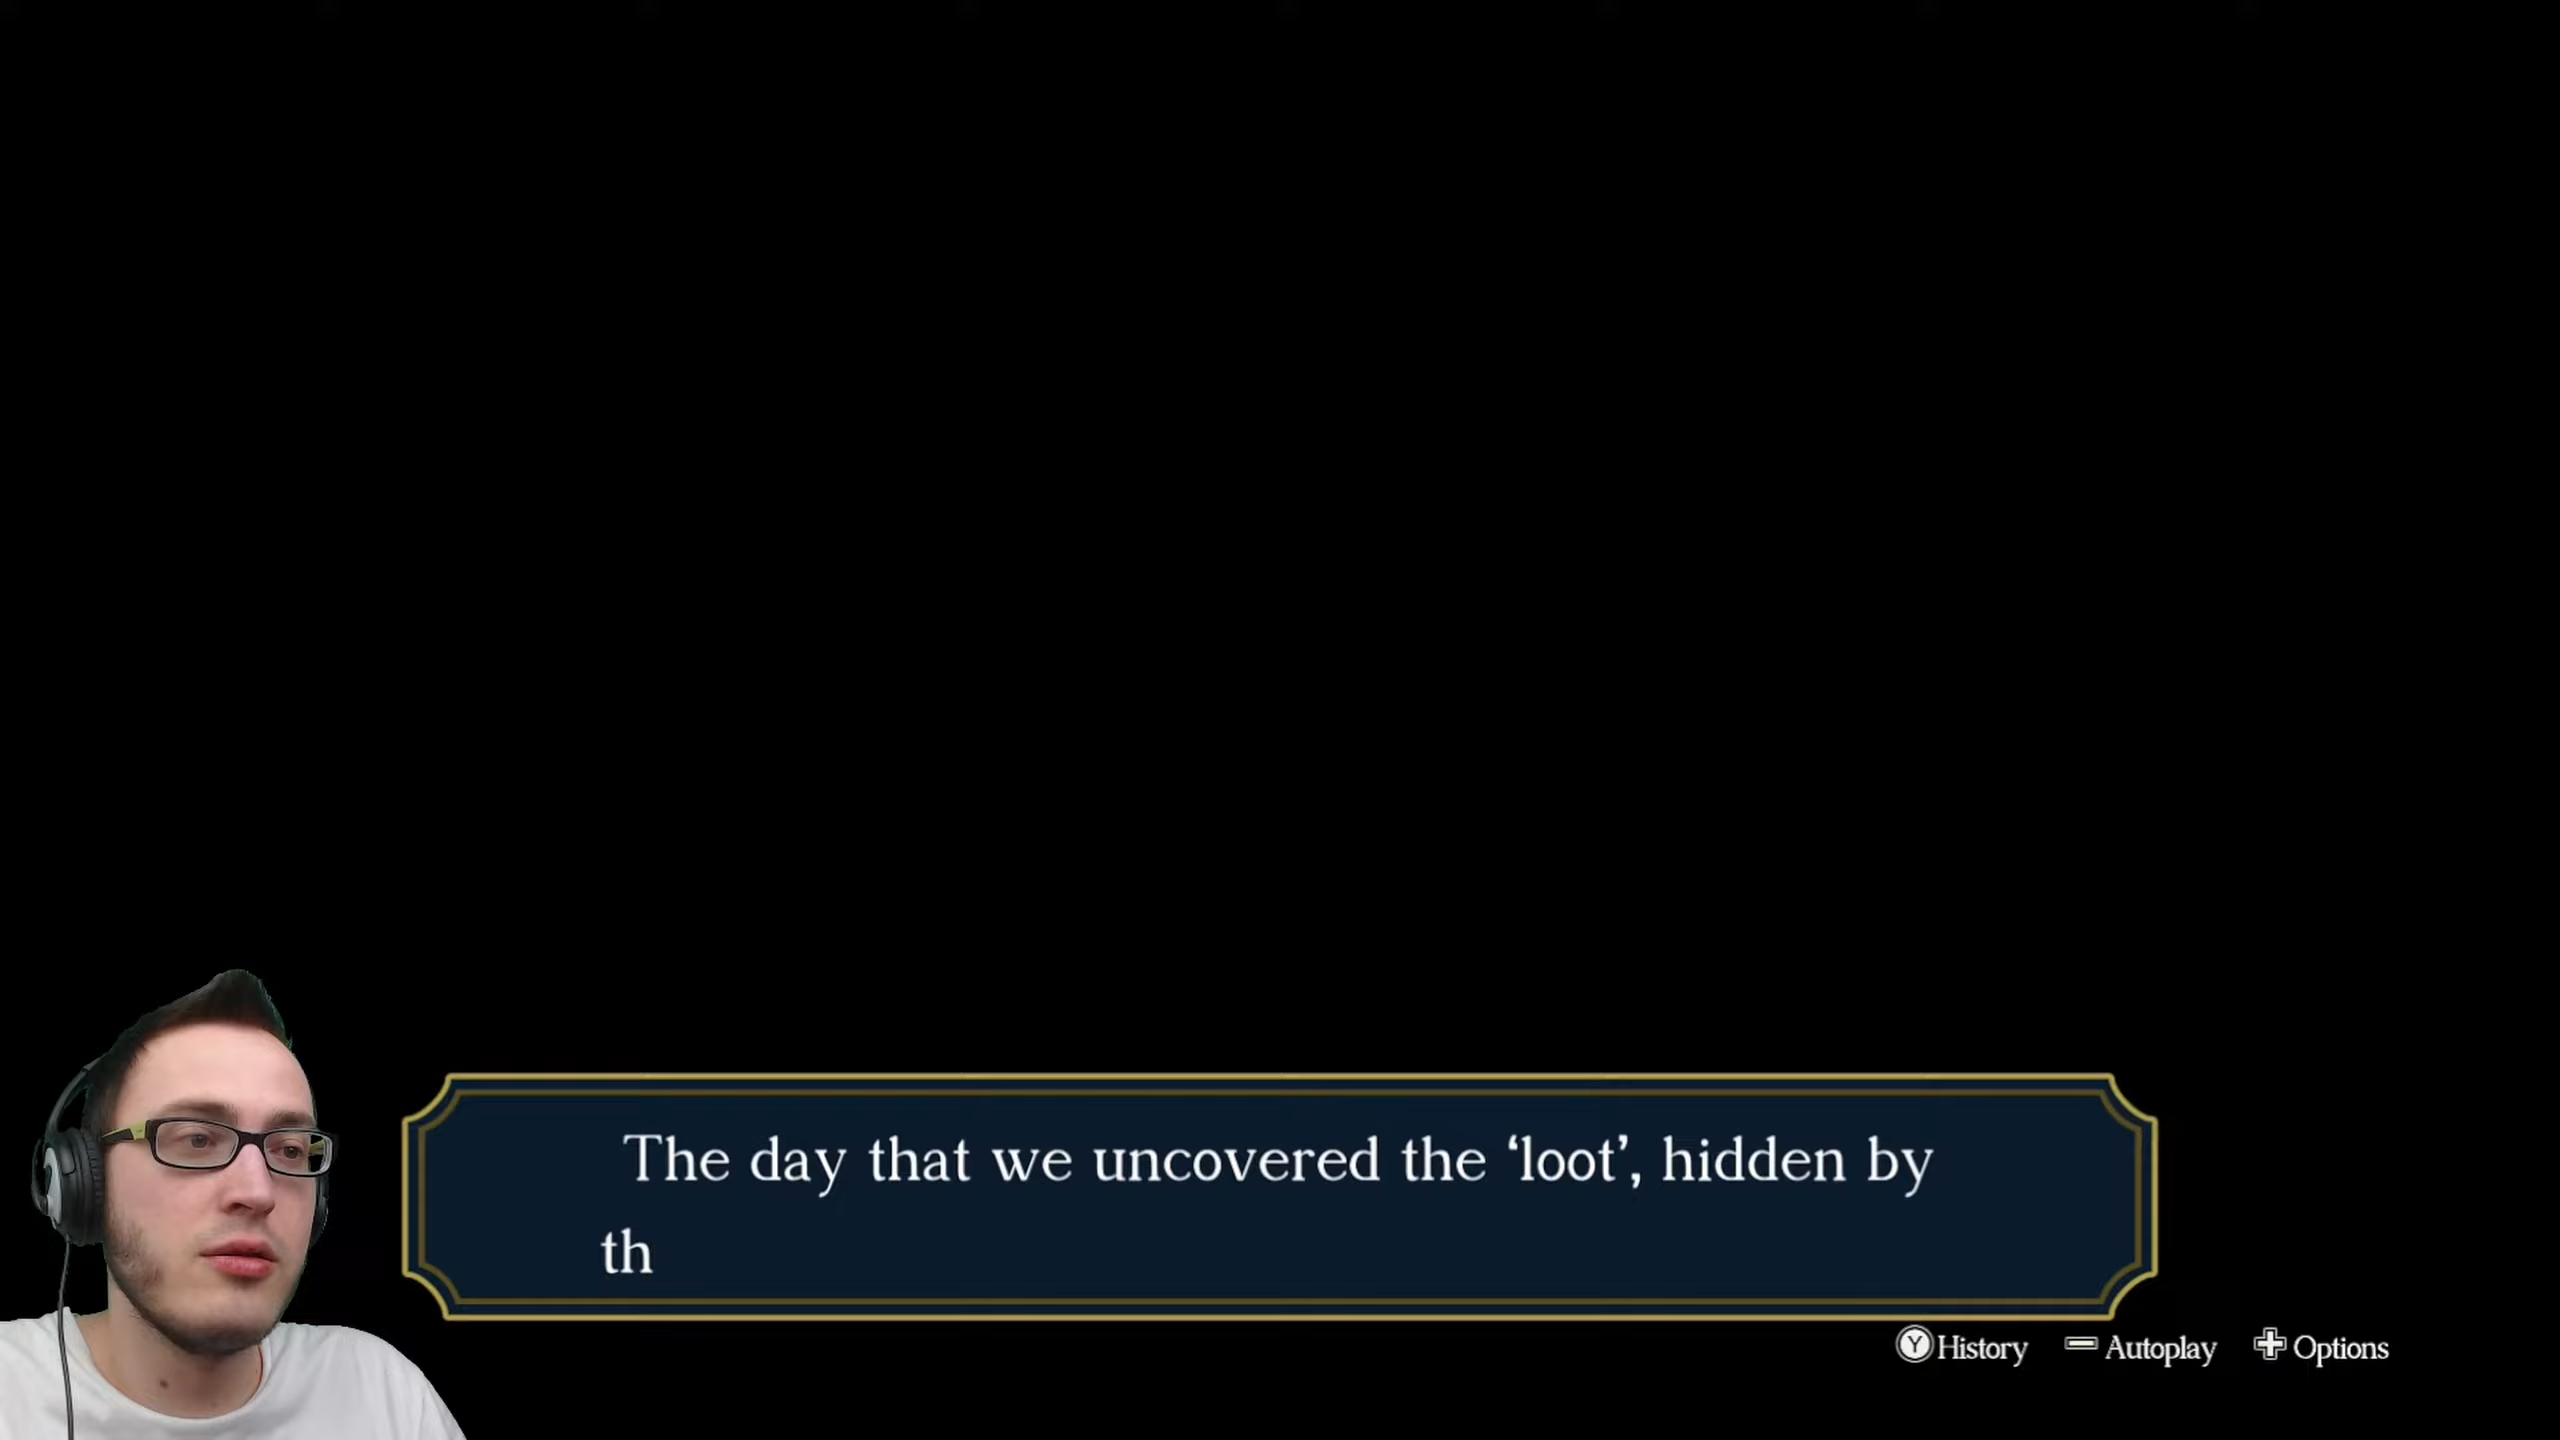 The day that we uncovered the ‘loot’, hidden by
th
Y History Autoplay Options